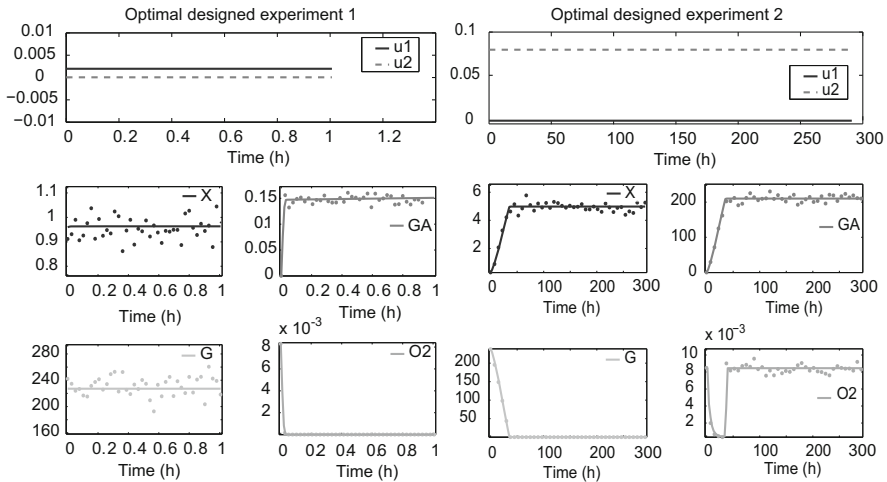 Optimal designed experiment 1
Optimal designed experiment 2
0.01
0.005
0
−0.005
−0.01
u1
u2
0 0.2 0.4 0.6 0.8 1 1.2
Time (h)
0.1
0.05
0
u1
u2
0 50 100 150 200 250 300
Time (h)
1.1
1
0.9
0.8
X
0 0.2 0.4 0.6 0.8 1
Time (h)
0.15
0.1
0.05
0
GA
0 0.2 0.4 0.6 0.8 1
Time (h)
6
4
2
X
0 100 200 300
Time (h)
200
100
0
GA
0 100 200 300
Time (h)
280
240
200
160
G
0 0.2 0.4 0.6 0.8 1
Time (h)
x 10-3
8
6
4
2
0
O2
0 0.2 0.4 0.6 0.8 1
Time (h)
200
150
100
50
G
0 100 200 300
Time (h)
x 10-3
10
8
6
4
2
0
O2
0 100 200 300
Time (h)